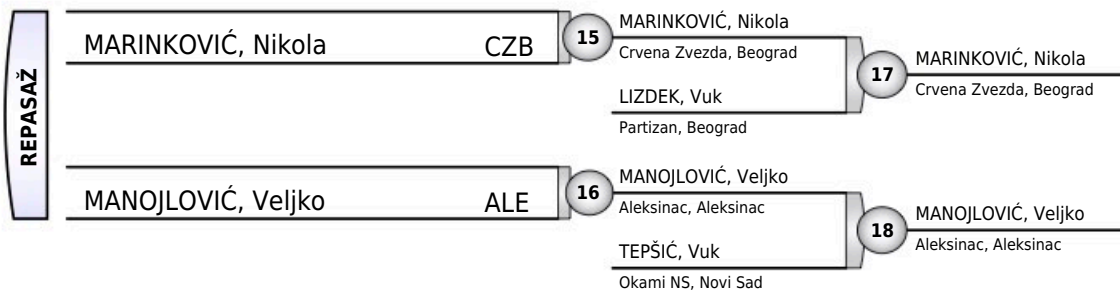 REPASAŽ
MARINKOVIĆ, Nikola CZB
15
MARINKOVIĆ, Nikola
Crvena Zvezda, Beograd
LIZDEK, Vuk
Partizan, Beograd
17
MARINKOVIĆ, Nikola
Crvena Zvezda, Beograd
MANOJLOVIĆ, Veljko ALE
16
MANOJLOVIĆ, Veljko
Aleksinac, Aleksinac
TEPŠIĆ, Vuk
Okami NS, Novi Sad
18
MANOJLOVIĆ, Veljko
Aleksinac, Aleksinac